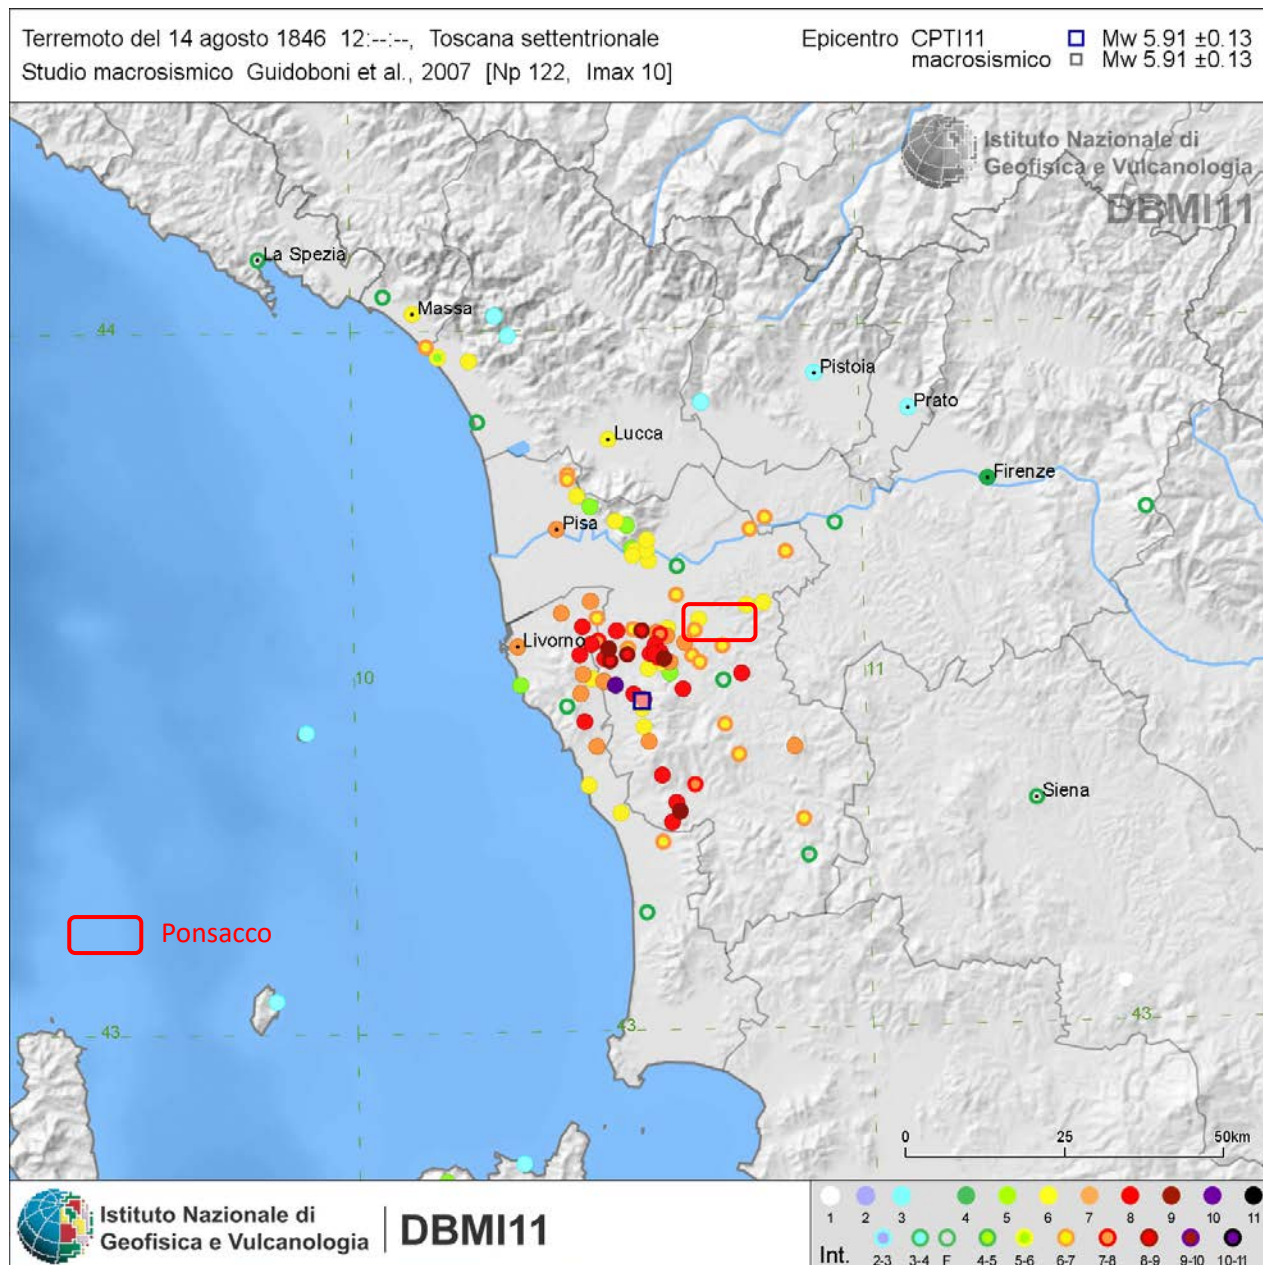 Terremoto del 14 agosto 1846  12:--:--,  Toscana settentrionale
Studio macrosismico  Guidoboni et al., 2007  [Np 122,  Imax 10]
Epicentro  CPTI11  Mw 5.91 ±0.13
macrosismico  Mw 5.91 ±0.13
Istituto Nazionale di
Geofisica e Vulcanologia
DBMI11
La Spezia
Massa
44
44
Pistoia
Prato
Lucca
Firenze
Pisa
Livorno
10
11
Siena
Ponsacco
43
43
43
0  25  50km
Istituto Nazionale di
Geofisica e Vulcanologia
DBMI11
1  2  3  4  5  6  7  8  9  10  11
Int.  2-3  3-4  F  4-5  5-6  6-7  7-8  8-9  9-10  10-11